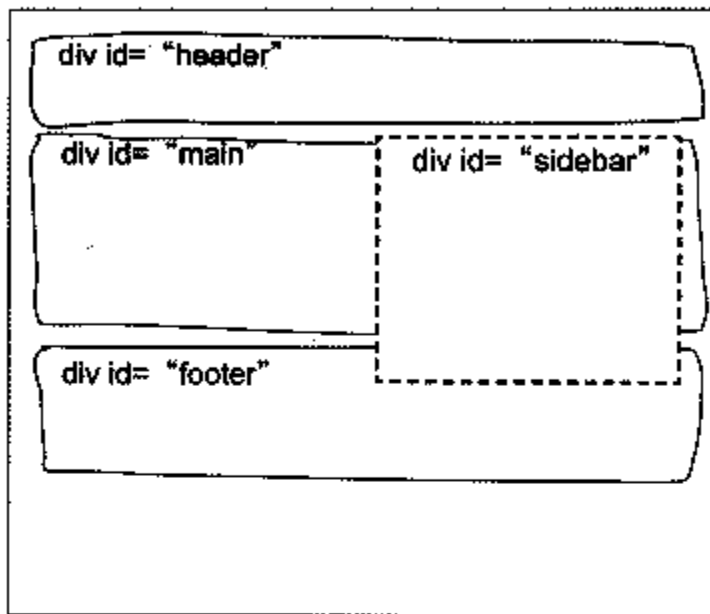 div id= “header”
div id= “main”
div id= “sidebar”
div id= “footer”